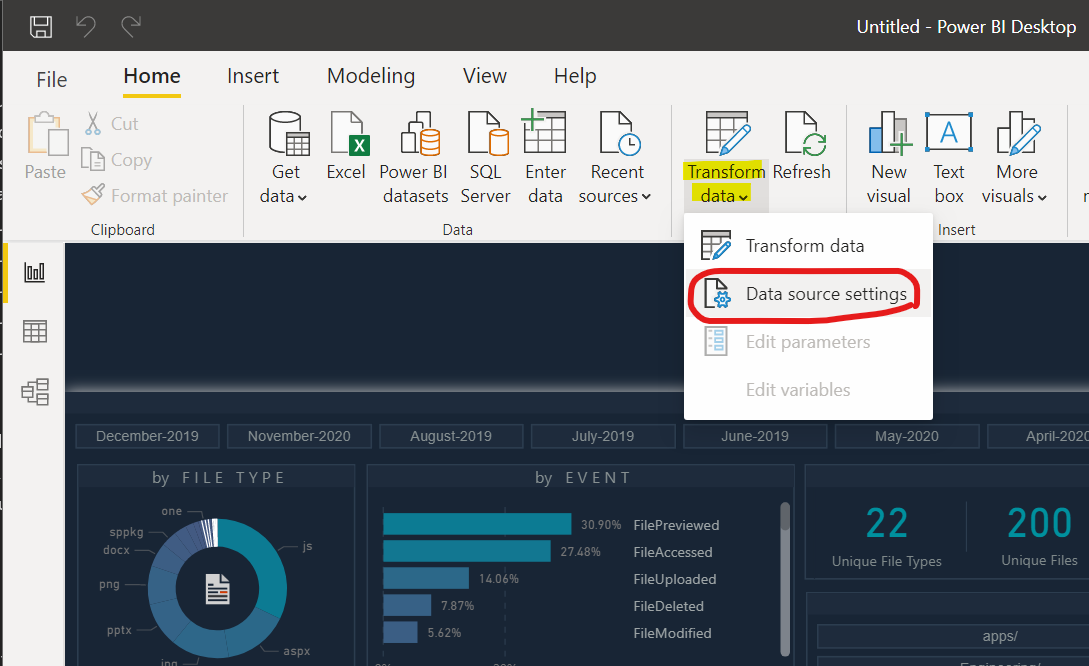 Untitled - Power BI Desktop
File
Home
Insert
Modeling
View
Help
Paste
Cut
Copy
Format painter
Clipboard
Get
data
Excel
Power BI
datasets
SQL
Server
Enter
data
Recent
sources
Data
Transform
data
Refresh
New
visual
Text
box
More
visuals
Insert
Transform data
Data source settings
Edit parameters
Edit variables
December-2019
November-2020
August-2019
July-2019
June-2019
May-2020
April-2020
by FILE TYPE
one
sppkg
docx
png
pptx
js
aspx
by EVENT
30.90% FilePreviewed
27.48% FileAccessed
14.06% FileUploaded
7.87% FileDeleted
5.62% FileModified
22
Unique File Types
200
Unique Files
apps/